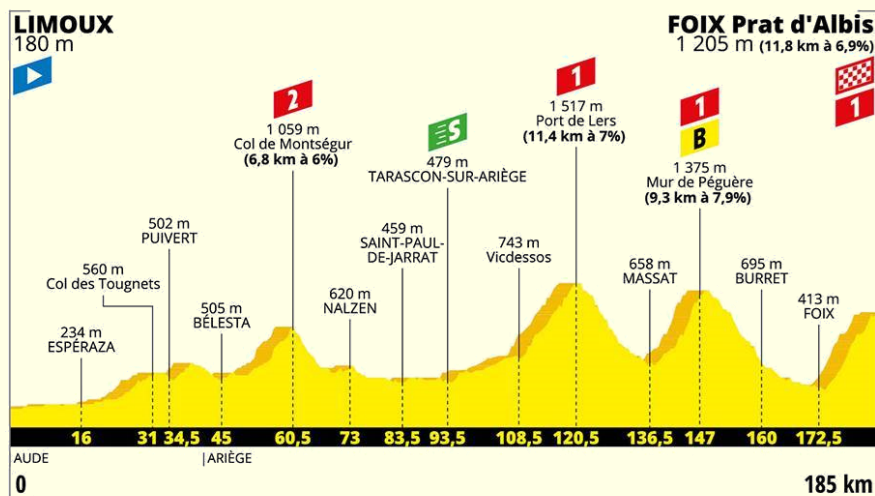 LIMOUX
180 m
FOIX Prat d'Albis
1 205 m (11,8 km à 6,9%)
2
1 059 m
Col de Montségur
(6,8 km à 6%)
S
479 m
TARASCON-SUR-ARIÈGE
1
1 517 m
Port de Lers
(11,4 km à 7%)
1
B
1 375 m
Mur de Péguère
(9,3 km à 7,9%)
1
502 m
PUIVERT
560 m
Col des Tougnets
234 m
ESPÉRAZA
505 m
BÉLESTA
620 m
NALZEN
459 m
SAINT-PAUL-
DE-JARRAT
743 m
Vicdessos
658 m
MASSAT
695 m
BURRET
413 m
FOIX
16 31 34,5 45 60,5 73 83,5 93,5 108,5 120,5 136,5 147 160 172,5
AUDE |ARIÈGE
0 185 km